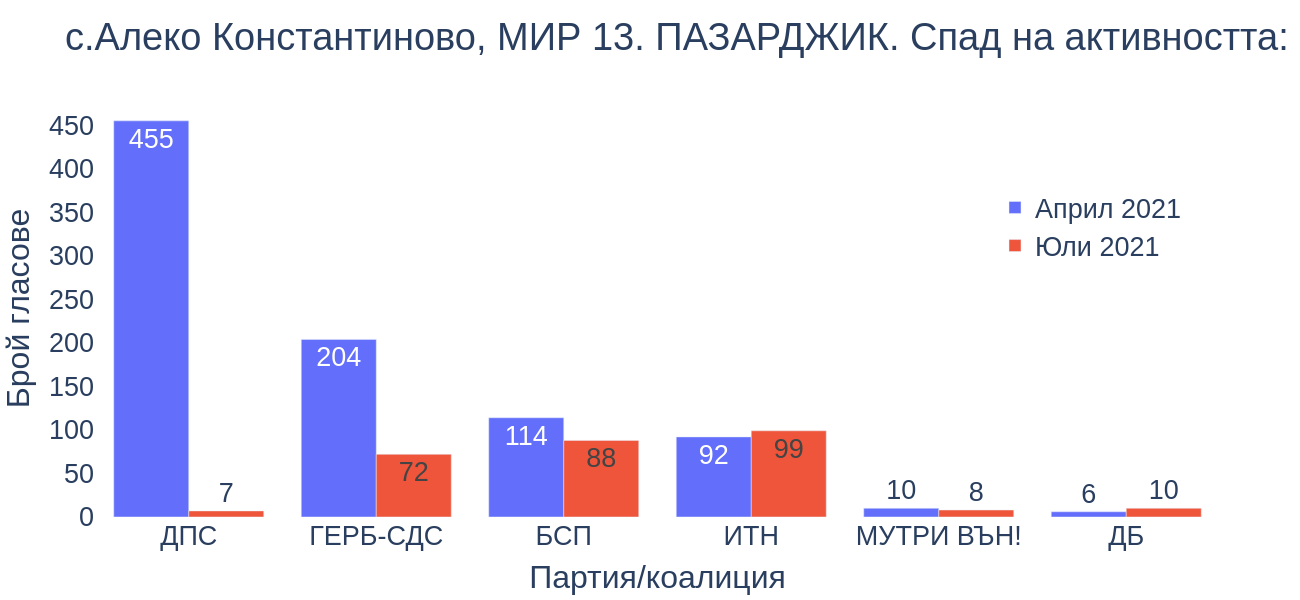 с.Алеко Константиново, МИР 13. ПАЗАРДЖИК. Спад на активността:
Брой гласове
450
400
350
300
250
200
150
100
50
0
455
7
204
72
114
88
92
99
10
8
6
10
Април 2021
Юли 2021
ДПС
ГЕРБ-СДС
БСП
ИТН
МУТРИ ВЪН!
ДБ
Партия/коалиция